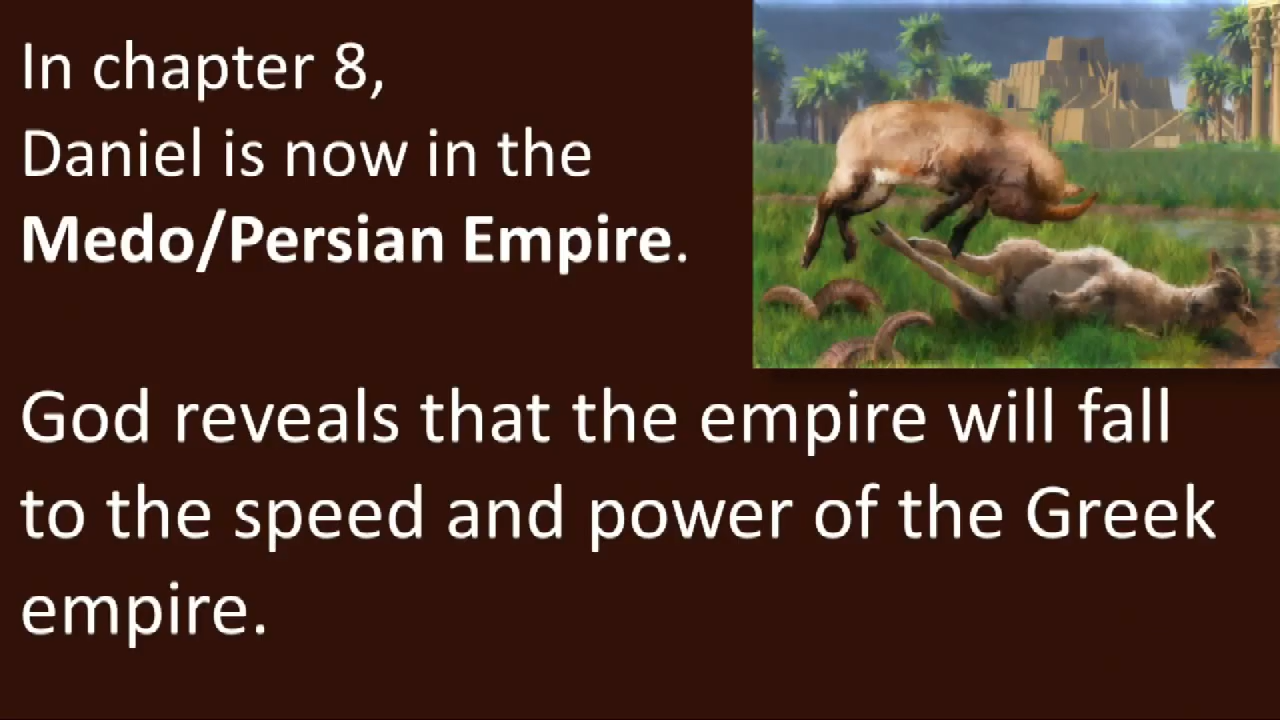 In chapter 8,
Daniel is now in the
Medo/Persian Empire.
God reveals that the empire will fall
to the speed and power of the Greek
empire.